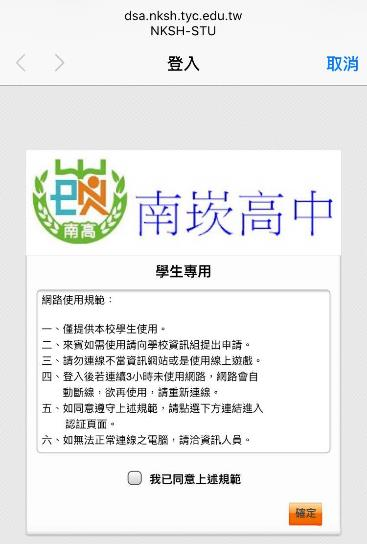 dsa.nksh.tyc.edu.tw
NKSH-STU
登入
取消
南高
南崁高中
學生專用
網路使用規範：
一、僅提供本校學生使用。
二、來賓如需使用請向學校資訊組提出申請。
三、請勿連線不當資訊網站或是使用線上遊戲。
四、登入後若連續3小時未使用網路，網路會自
動斷線，欲再使用，請重新連線。
五、如同意遵守上述規範，請點選下方連結進入
認証頁面。
六、如無法正常連線之電腦，請洽資訊人員。
我已同意上述規範
確定